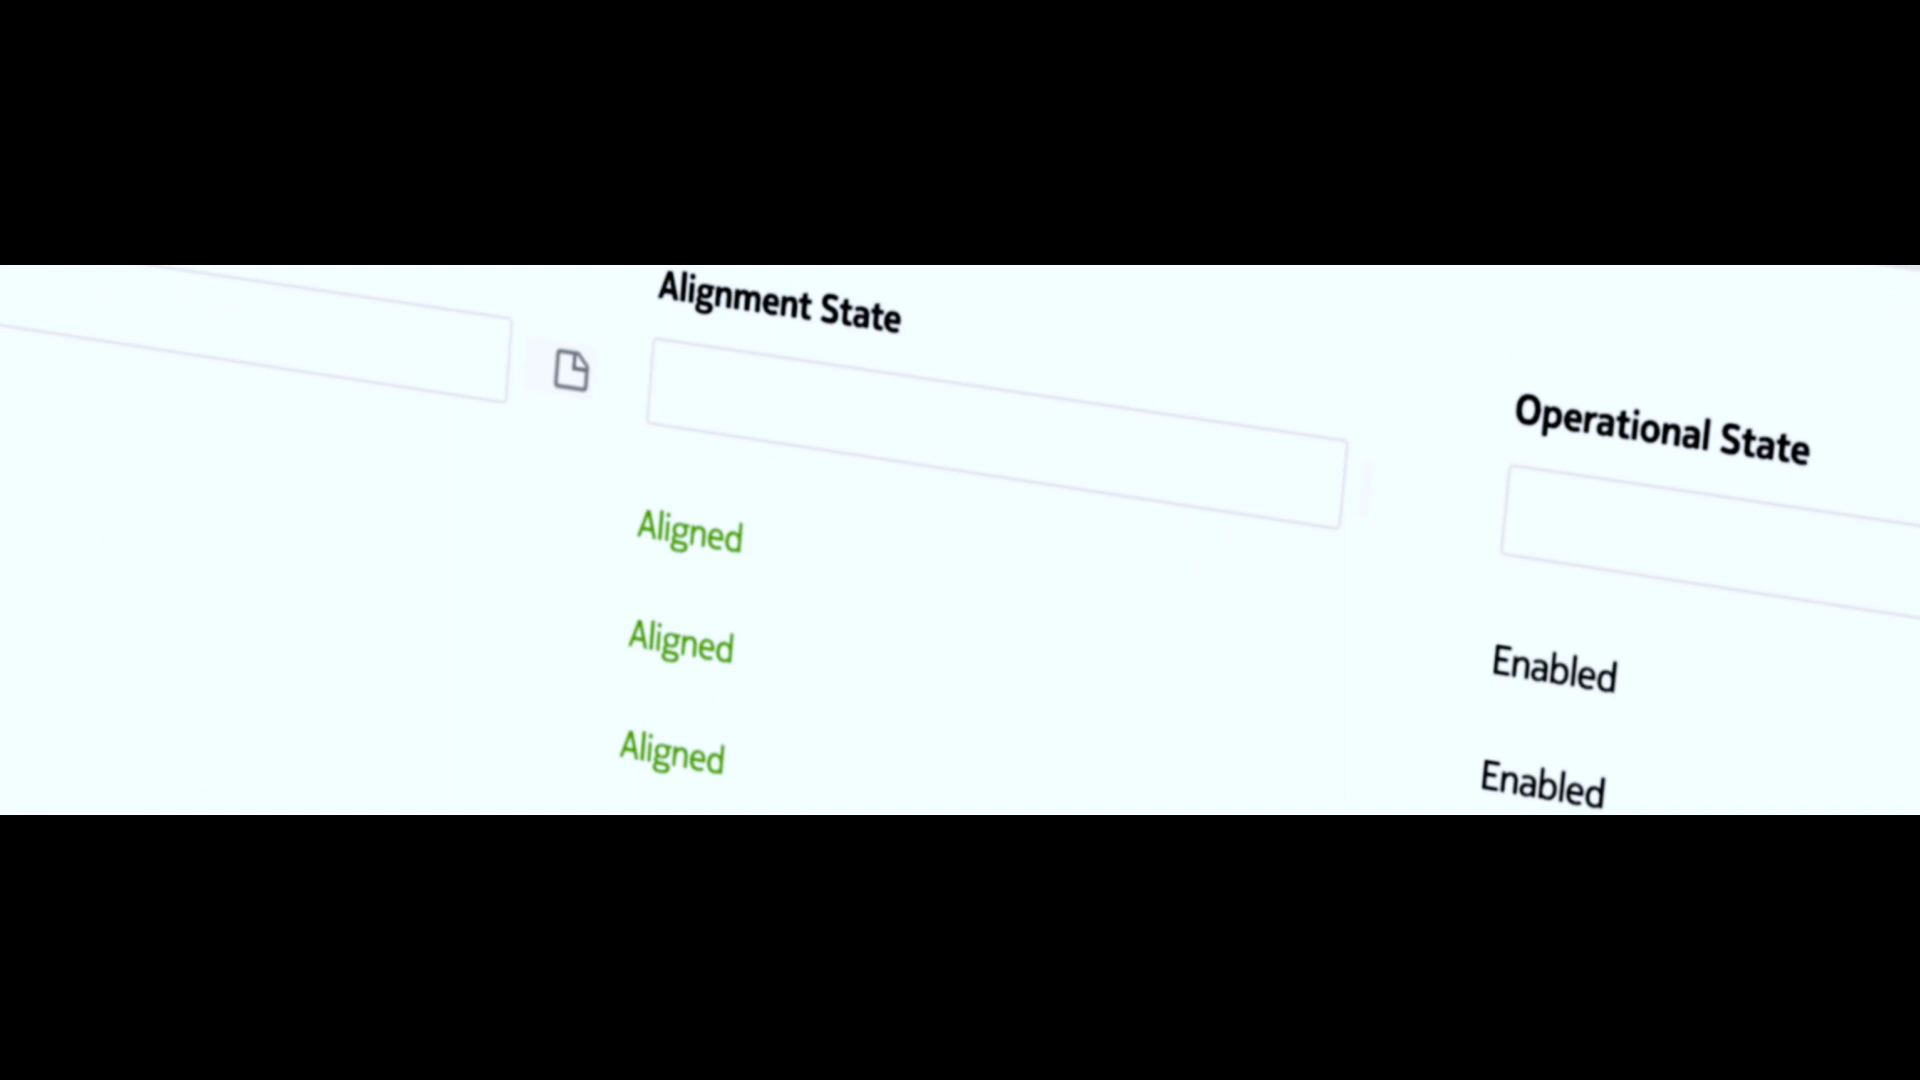 Alignment State
Operational State
Aligned
Enabled
Aligned
Enabled
Aligned